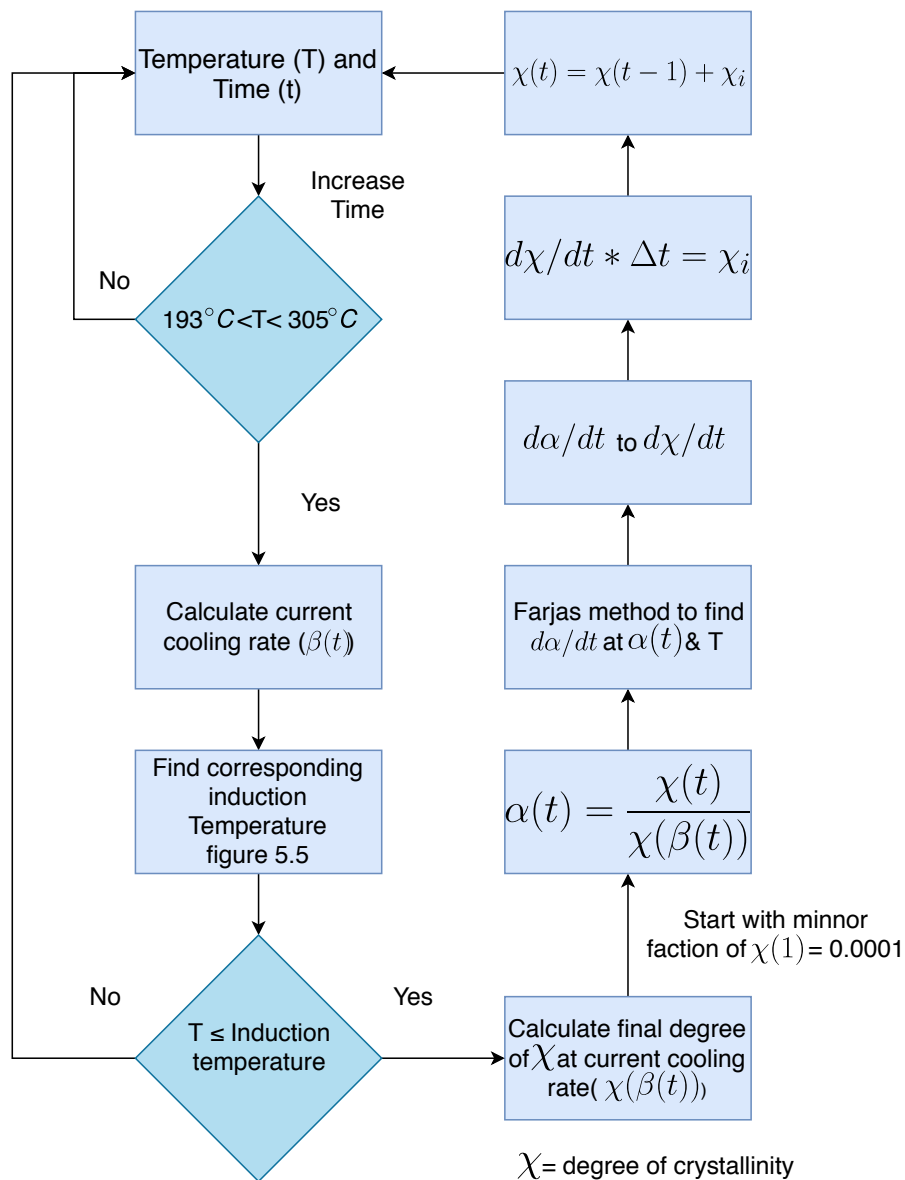 Temperature (T) and
Time (t)
Increase
Time
No
193°C<T< 305°C
Yes
Calculate current
cooling rate (β(t))
Find corresponding
induction
Temperature
figure 5.5
No
T ≤ Induction
temperature
Yes
Calculate final degree
of χ at current cooling
rate( χ(β(t)))
Start with minnor
faction of χ(1) = 0.0001
α(t) = χ(t) / χ(β(t))
Farjas method to find
dα/dt at α(t) & T
dα/dt to dχ/dt
dχ/dt ∗ Δt = χᵢ
χ(t) = χ(t − 1) + χᵢ
χ = degree of crystallinity